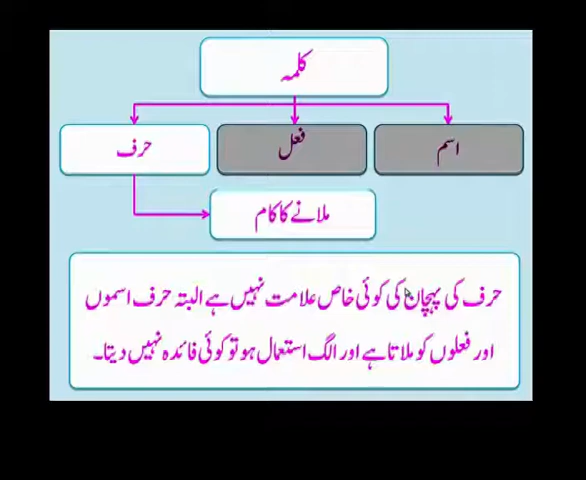 کلمہ
اسم
فعل
حرف
ملانے کا کام
حرف کی پہچان کی کوئی خاص علامت نہیں ہے البتہ حرف اسموں
اور فعلوں کو ملاتا ہے اور الگ استعمال ہو تو کوئی فائدہ نہیں دیتا۔